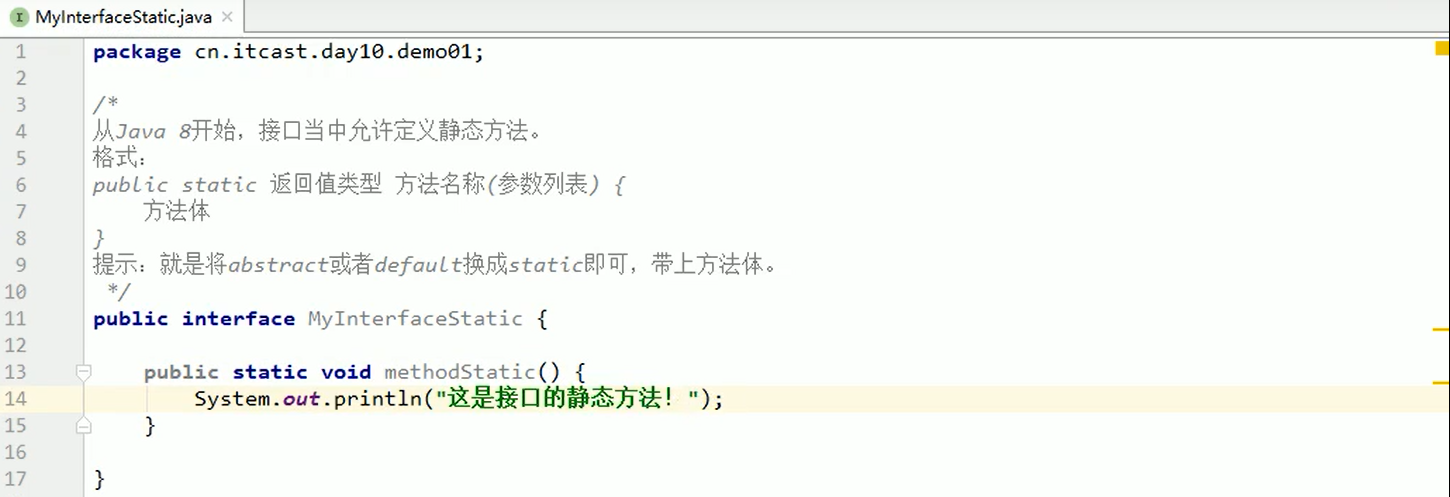 MyInterfaceStatic.java
1 package cn.itcast.day10.demo01;
2
3 /*
4 从Java 8开始，接口当中允许定义静态方法。
5 格式：
6 public static 返回值类型 方法名称(参数列表) {
7     方法体
8 }
9 提示：就是将abstract或者default换成static即可，带上方法体。
10  */
11 public interface MyInterfaceStatic {
12
13     public static void methodStatic() {
14         System.out.println("这是接口的静态方法！");
15     }
16
17 }